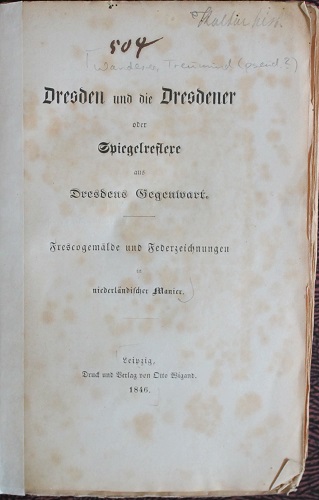 504
Dresden und die Dresdener
oder
Spiegelreflexe
aus
Dresdens Gegenwart.
Frescogemälde und Federzeichnungen
in
niederländischer Manier.
Leipzig,
Druck und Verlag von Otto Wigand.
1846.